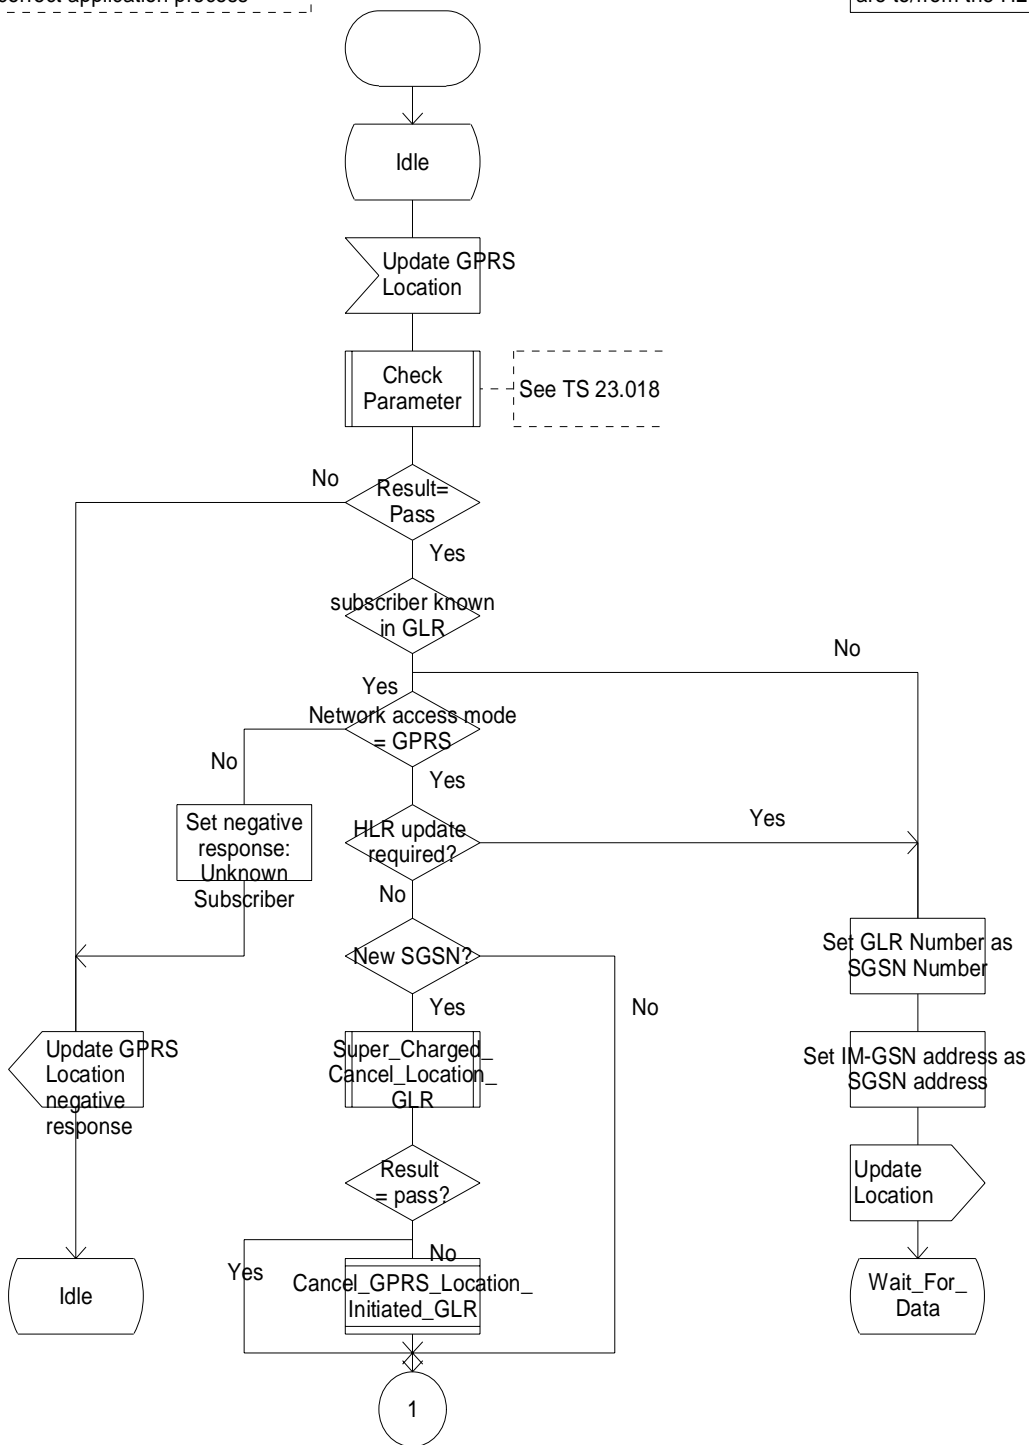 correct application process
Idle
Update GPRS
Location
Check
Parameter
See TS 23.018
No
Result=
Pass
Yes
subscriber known
in GLR
No
Yes
Network access mode
= GPRS
No
Yes
Set negative
response:
Unknown
Subscriber
HLR update
required?
Yes
No
New SGSN?
Set GLR Number as
SGSN Number
Yes
No
Update GPRS
Location
negative
response
Super_Charged_
Cancel_Location_
GLR
Set IM-GSN address as
SGSN address
Result
= pass?
Update
Location
Yes
No
Idle
Cancel_GPRS_Location_
Initiated_GLR
Wait_For_
Data
1